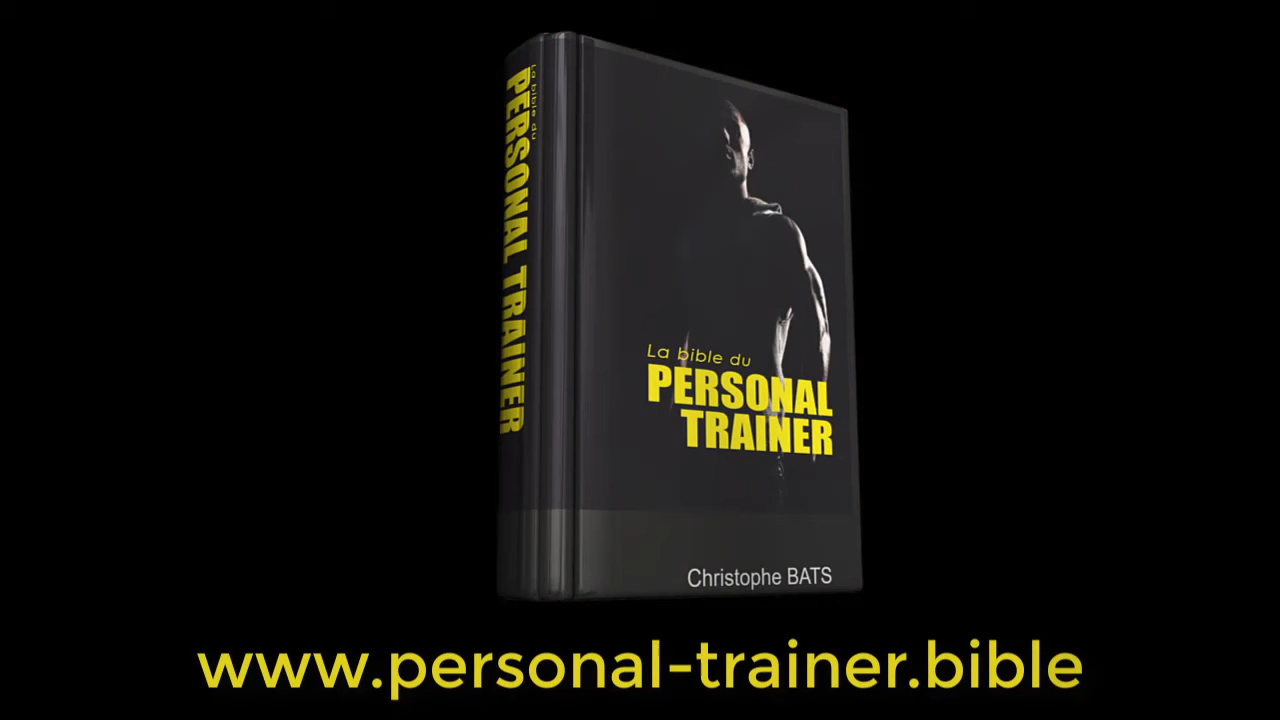 La bible du
PERSONAL TRAINER
La bible du
PERSONAL
TRAINER
Christophe BATS
www.personal-trainer.bible